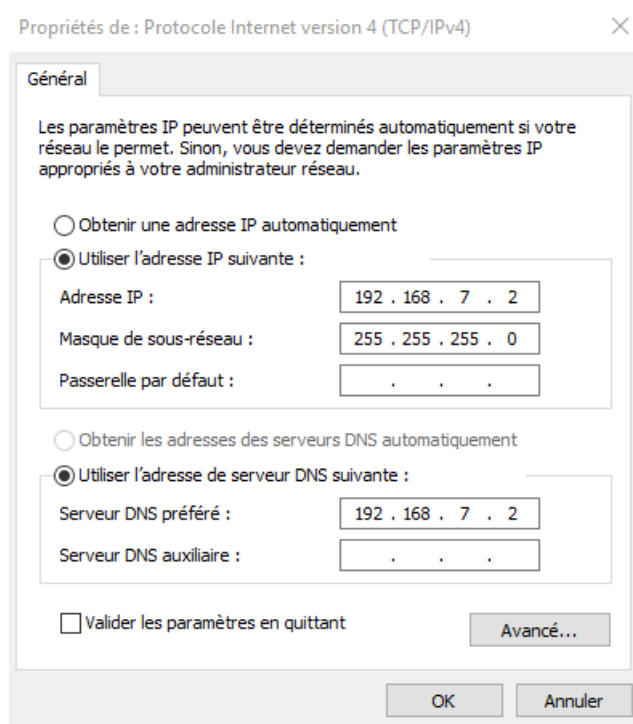 Propriétés de : Protocole Internet version 4 (TCP/IPv4)
Général
Les paramètres IP peuvent être déterminés automatiquement si votre
réseau le permet. Sinon, vous devez demander les paramètres IP
appropriés à votre administrateur réseau.
Obtenir une adresse IP automatiquement
Utiliser l'adresse IP suivante :
Adresse IP : 192 . 168 . 7 . 2
Masque de sous-réseau : 255 . 255 . 255 . 0
Passerelle par défaut : . . .
Obtenir les adresses des serveurs DNS automatiquement
Utiliser l'adresse de serveur DNS suivante :
Serveur DNS préféré : 192 . 168 . 7 . 2
Serveur DNS auxiliaire : . . .
Valider les paramètres en quittant
Avancé...
OK Annuler